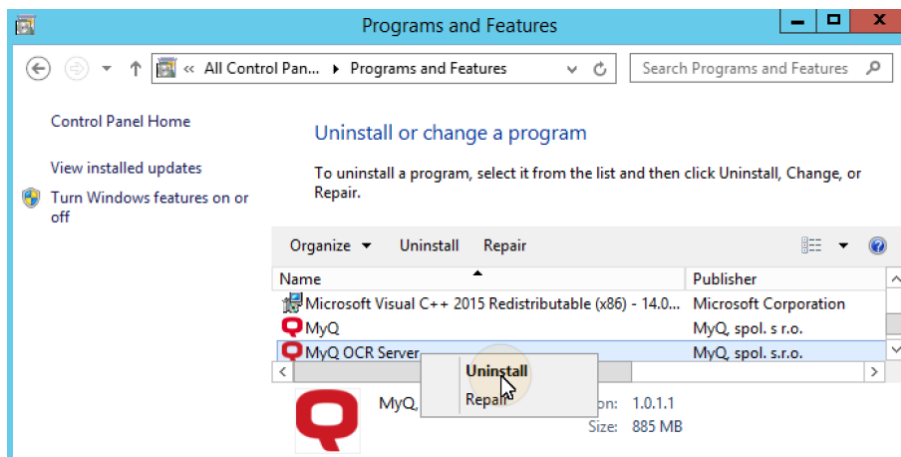 Programs and Features
All Contro Pan... Programs and Features
Search Programs and Features
Control Panel Home
View installed updates
Turn Windows features on or
off
Uninstall or change a program
To uninstall a program, select it from the list and then click Uninstall, Change, or
Repair.
Organize Uninstall Repair
Name Publisher
Microsoft Visual C++ 2015 Redistributable (x86) - 14.0... Microsoft Corporation
MyQ MyQ, spol. s r.o.
MyQ OCR Server MyQ, spol. s.r.o.
Uninstall
Repair
MyQ, on: 1.0.1.1
Size: 885 MB